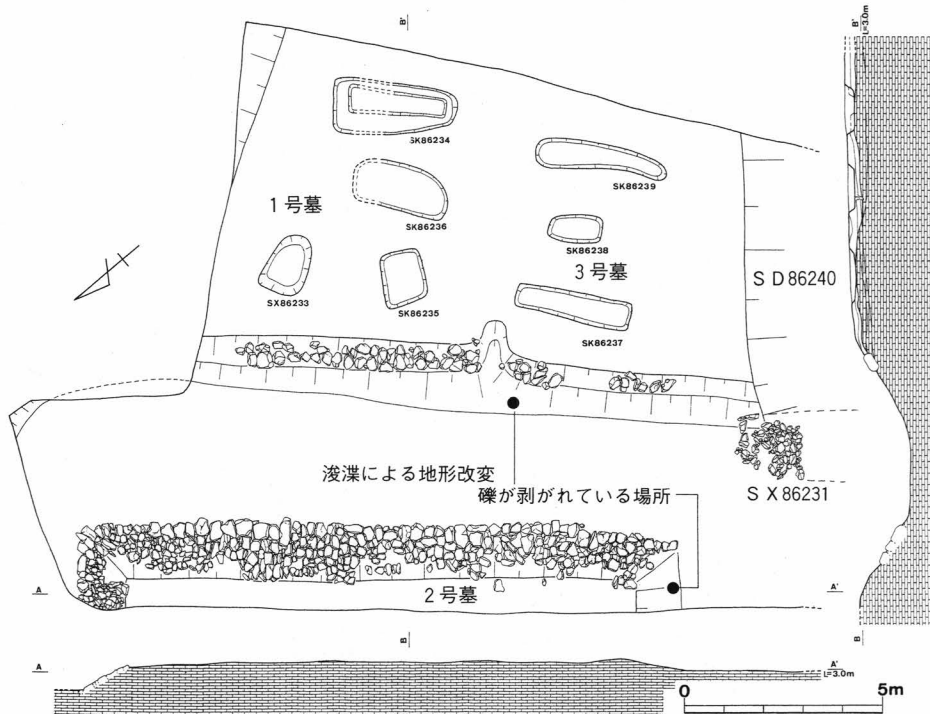 B'
B'
L=3.0m
SK86234
SK86239
SK86236
1号墓
SK86238
3号墓
SD86240
SX86233
SK86235
SK86237
浚渫による地形改変
礫が剥がれている場所
SX86231
A
A'
2号墓
B
B
A
A'
L=3.0m
0
5m